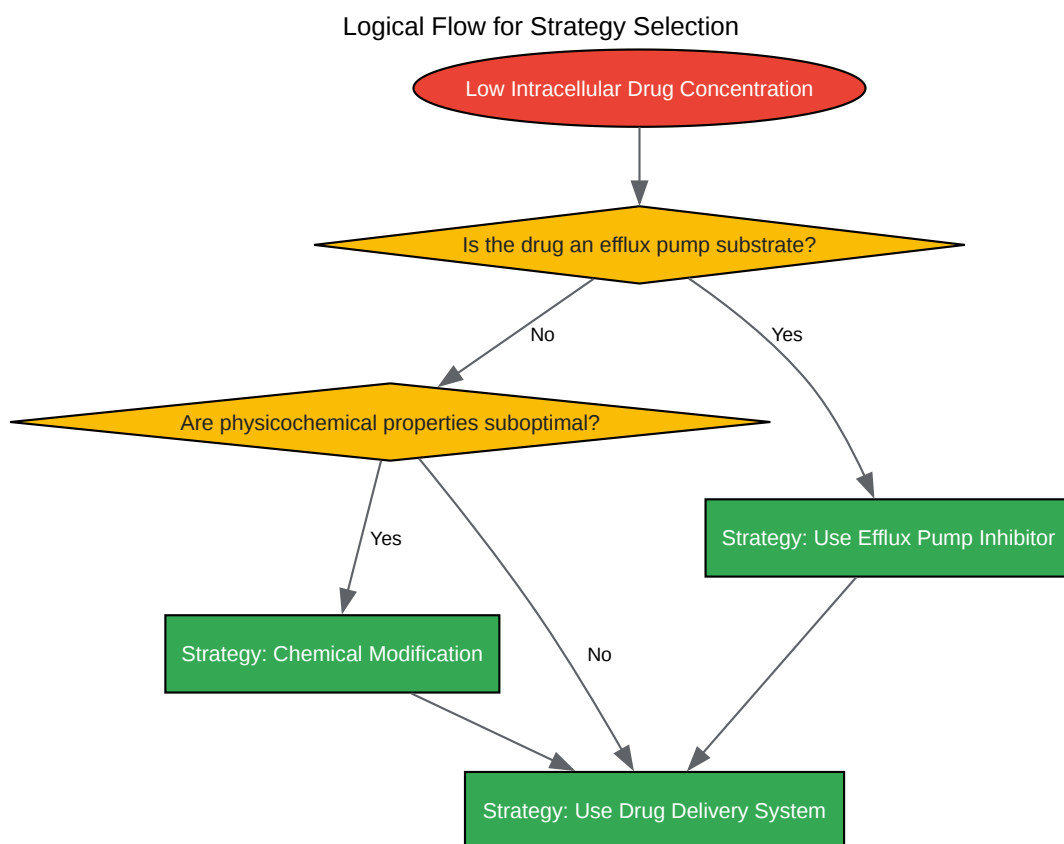 Logical Flow for Strategy Selection
Low Intracellular Drug Concentration
Is the drug an efflux pump substrate?
No
Yes
Are physicochemical properties suboptimal?
Strategy: Use Efflux Pump Inhibitor
Yes
Strategy: Chemical Modification
No
Strategy: Use Drug Delivery System